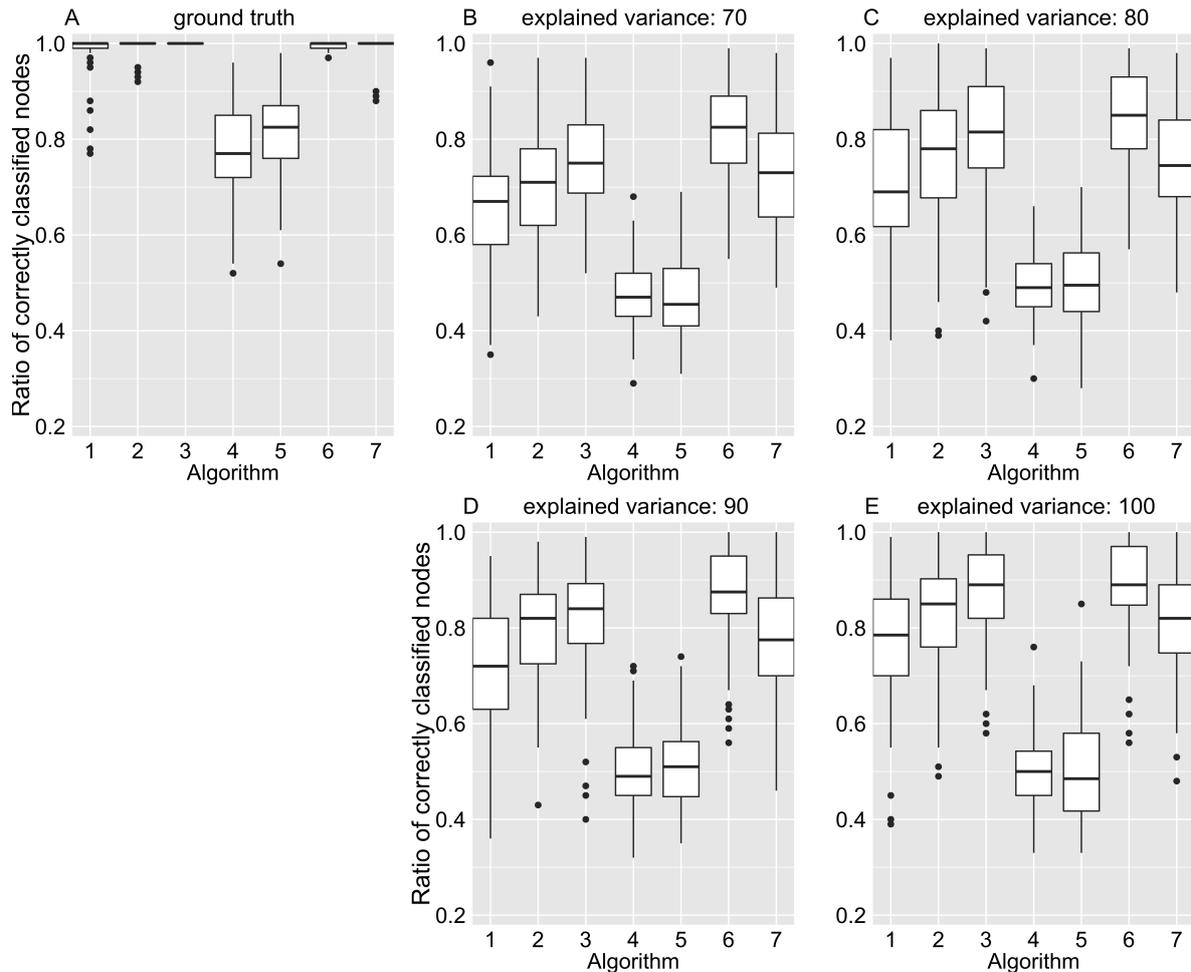 A ground truth
Ratio of correctly classified nodes
1.0
0.8
0.6
0.4
0.2
1 2 3 4 5 6 7
Algorithm
B explained variance: 70
1.0
0.8
0.6
0.4
0.2
1 2 3 4 5 6 7
Algorithm
C explained variance: 80
1.0
0.8
0.6
0.4
0.2
1 2 3 4 5 6 7
Algorithm
D explained variance: 90
Ratio of correctly classified nodes
1.0
0.8
0.6
0.4
0.2
1 2 3 4 5 6 7
Algorithm
E explained variance: 100
1.0
0.8
0.6
0.4
0.2
1 2 3 4 5 6 7
Algorithm